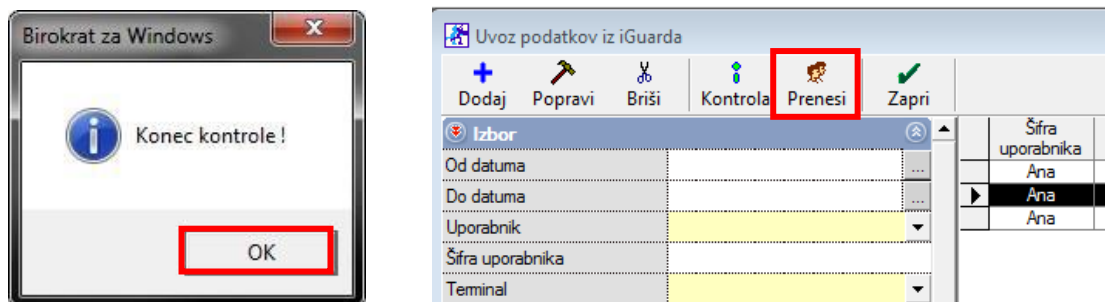 Birokrat za Windows
Konec kontrole !
OK
Uvoz podatkov iz iGuarda
Dodaj Popravi Briši Kontrola Prenesi Zapri
Izbor
Od datuma ...
Do datuma ...
Uporabnik
Šifra uporabnika
Terminal
Šifra
uporabnika
Ana
Ana
Ana